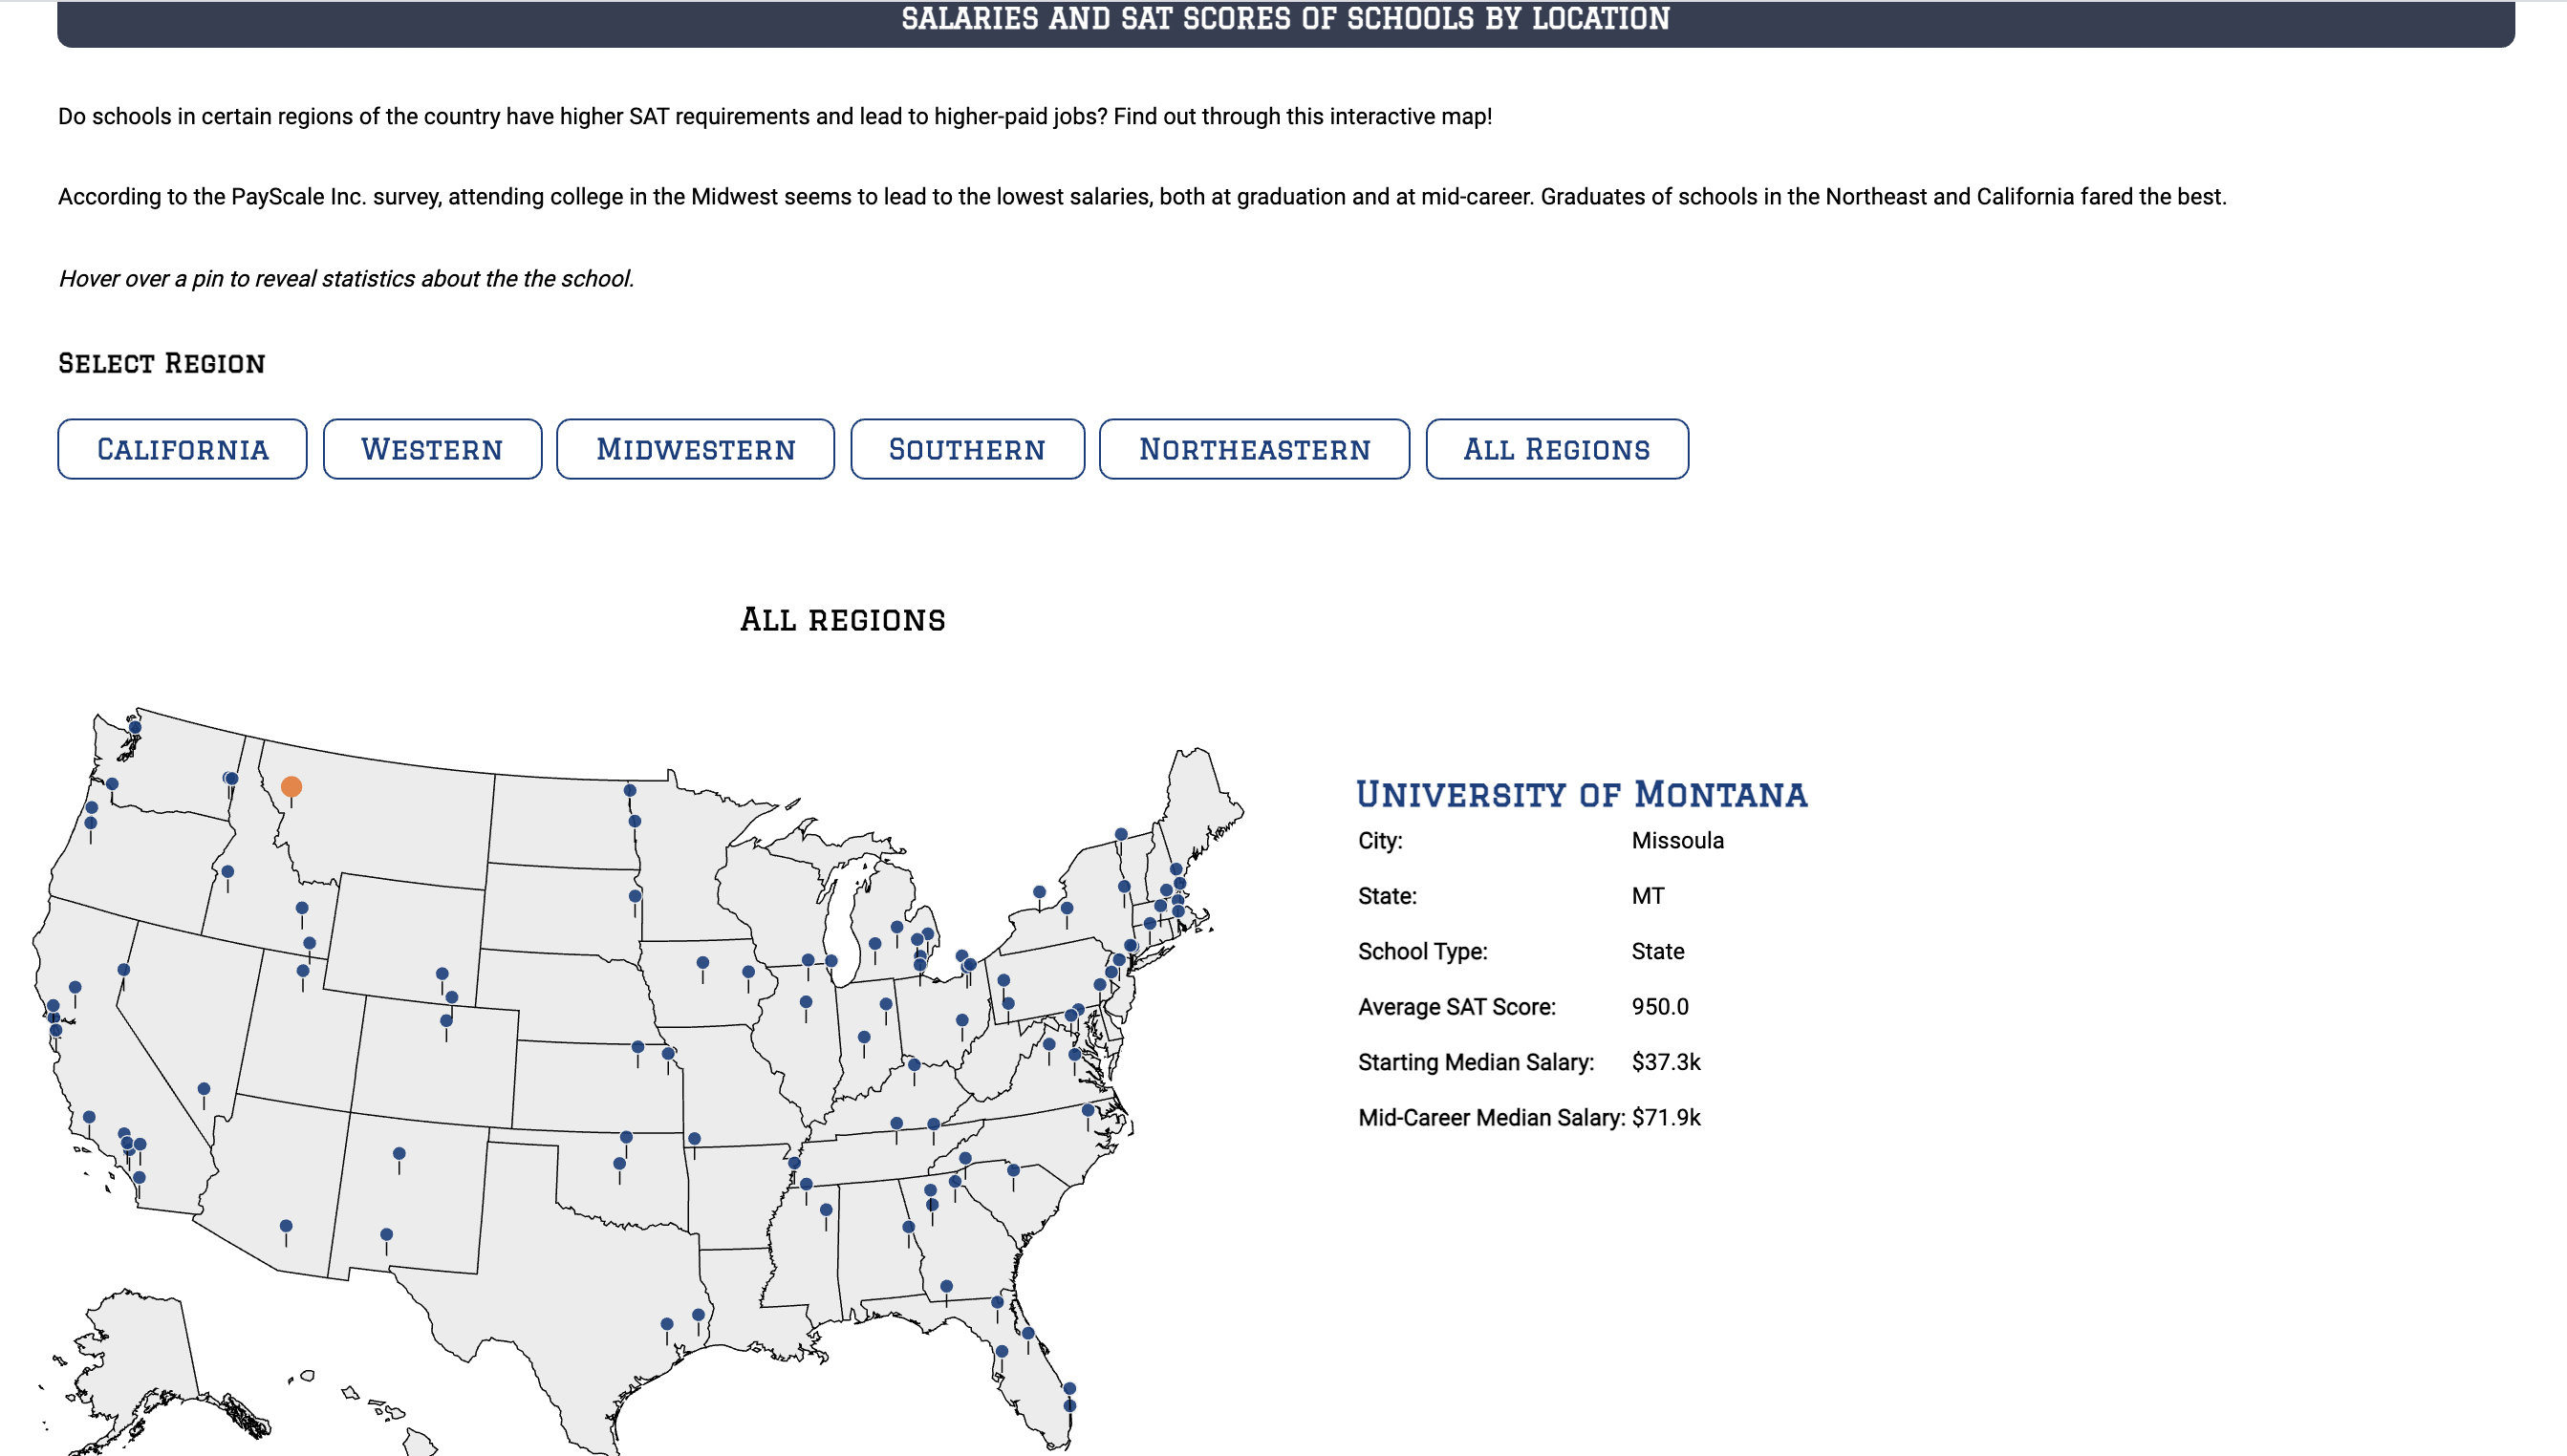 SALARIES AND SAT SCORES OF SCHOOLS BY LOCATION
Do schools in certain regions of the country have higher SAT requirements and lead to higher-paid jobs? Find out through this interactive map!
According to the PayScale Inc. survey, attending college in the Midwest seems to lead to the lowest salaries, both at graduation and at mid-career. Graduates of schools in the Northeast and California fared the best.
Hover over a pin to reveal statistics about the the school.
Select Region
California Western Midwestern Southern Northeastern All Regions
All regions
University of Montana
City: Missoula
State: MT
School Type: State
Average SAT Score: 950.0
Starting Median Salary: $37.3k
Mid-Career Median Salary: $71.9k